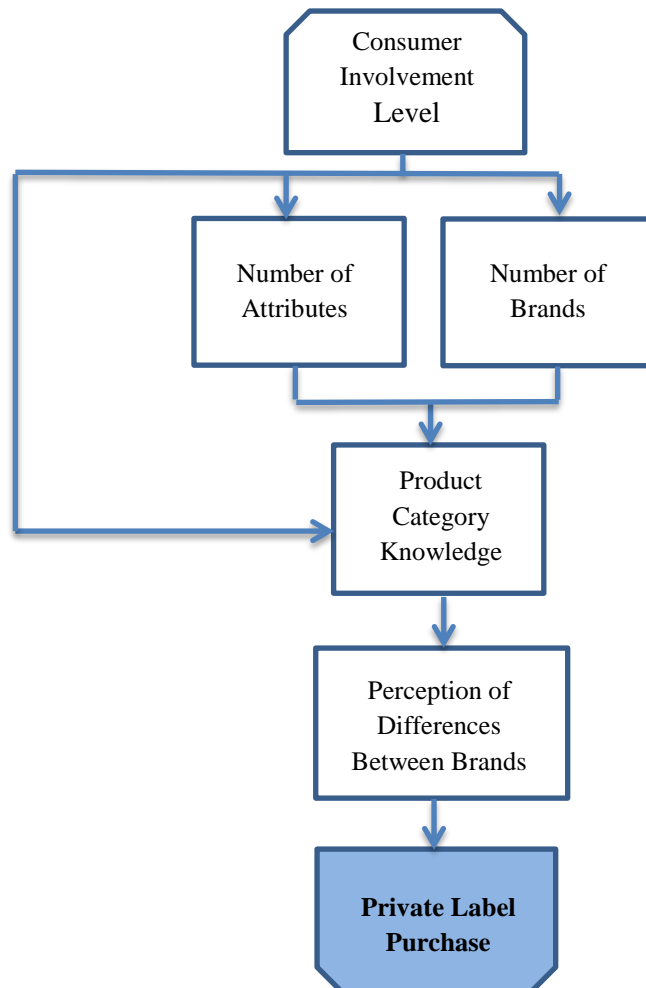 Consumer
Involvement
Level
Number of
Attributes
Number of
Brands
Product
Category
Knowledge
Perception of
Differences
Between Brands
Private Label
Purchase